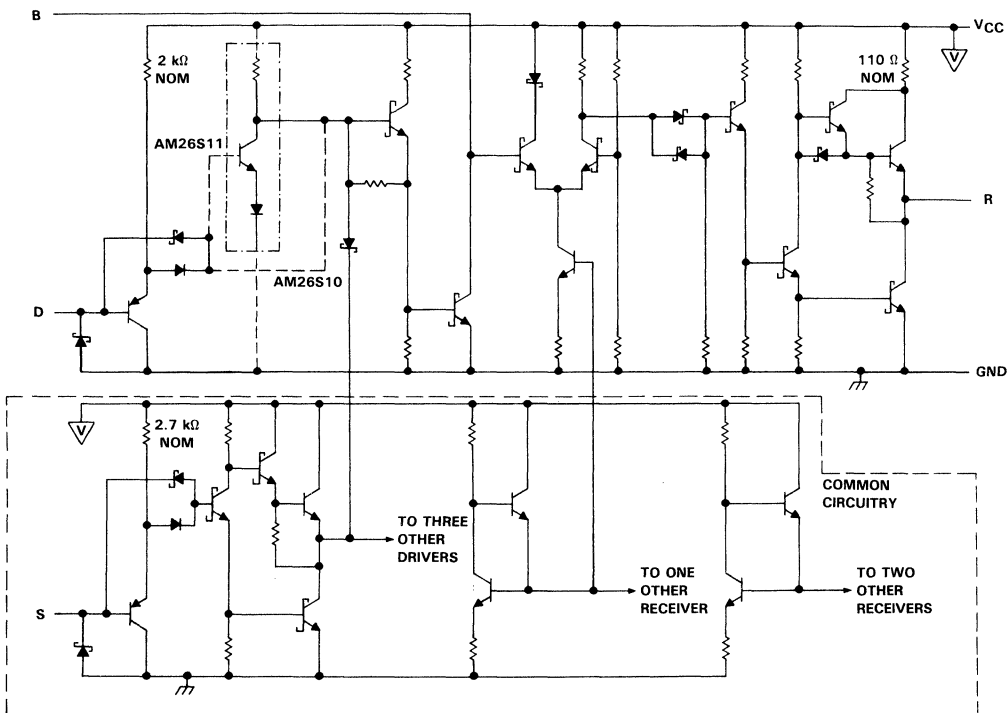 B
VCC
V
2 kΩ
NOM
110 Ω
NOM
AM26S11
AM26S10
R
D
GND
V
2.7 kΩ
NOM
COMMON
CIRCUITRY
TO THREE
OTHER
DRIVERS
TO ONE
OTHER
RECEIVER
TO TWO
OTHER
RECEIVERS
S